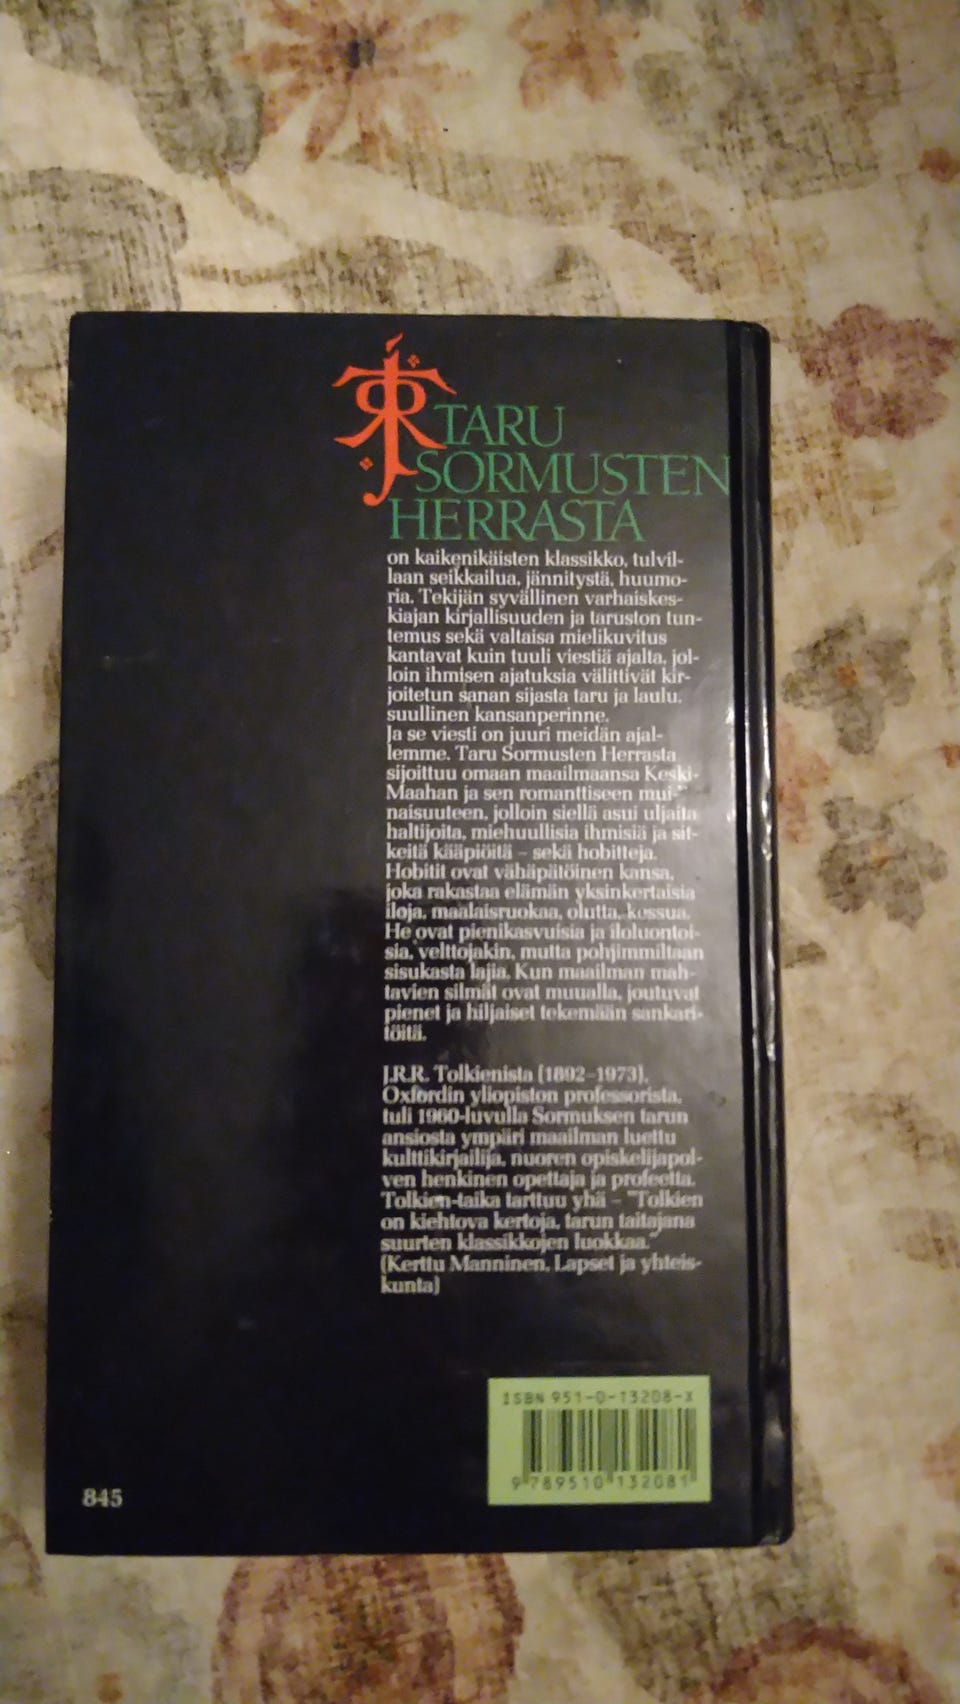 TARU
SORMUSTEN
HERRASTA
on kaikenikäisten klassikko, tulvil-
laan seikkailua, jännitystä, huumo-
ria. Tekijän syvällinen varhaiskes-
kiajan kirjallisuuden ja taruston tun-
temus sekä valtaisa mielikuvitus
kantavat kuin tuuli viestiä ajalta, jol-
loin ihmisen ajatuksia välittivät kir-
joitetun sanan sijasta taru ja laulu,
suullinen kansanperinne.
Ja se viesti on juuri meidän ajal-
lemme. Taru Sormusten Herrasta
sijoittuu omaan maailmaansa Keski-
Maahan ja sen romanttiseen mui-
naisuuteen, jolloin siellä asui uljaita
haltijoita, miehuullisia ihmisiä ja sit-
keitä kääpiöitä – sekä hobitteja.
Hobitit ovat vähäpätöinen kansa,
joka rakastaa elämän yksinkertaisia
iloja, maalaisruokaa, olutta, kessua.
He ovat pienikasvuisia ja iloluontoi-
sia, velttojakin, mutta pohjimmiltaan
sisukasta lajia. Kun maailman mah-
tavien silmät ovat muualla, joutuvat
pienet ja hiljaiset tekemään sankari-
töitä.
J.R.R. Tolkienista (1892–1973),
Oxfordin yliopiston professorista,
tuli 1960-luvulla Sormuksen tarun
ansiosta ympäri maailman luettu
kulttikirjailija, nuoren opiskelijapol-
ven henkinen opettaja ja profeetta.
Tolkien-taika tarttuu yhä – "Tolkien
on kiehtova kertoja, tarun taitajana
suurten klassikkojen luokkaa."
(Kerttu Manninen, Lapset ja yhteis-
kunta)
ISBN 951-0-13208-X
9 789510 132081
845